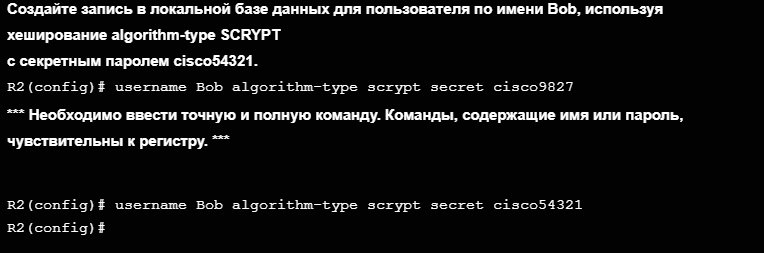 Создайте запись в локальной базе данных для пользователя по имени Bob, используя
хеширование algorithm-type SCRYPT
с секретным паролем cisco54321.
R2(config)# username Bob algorithm-type scrypt secret cisco9827
*** Необходимо ввести точную и полную команду. Команды, содержащие имя или пароль,
чувствительны к регистру. ***
R2(config)# username Bob algorithm-type scrypt secret cisco54321
R2(config)#